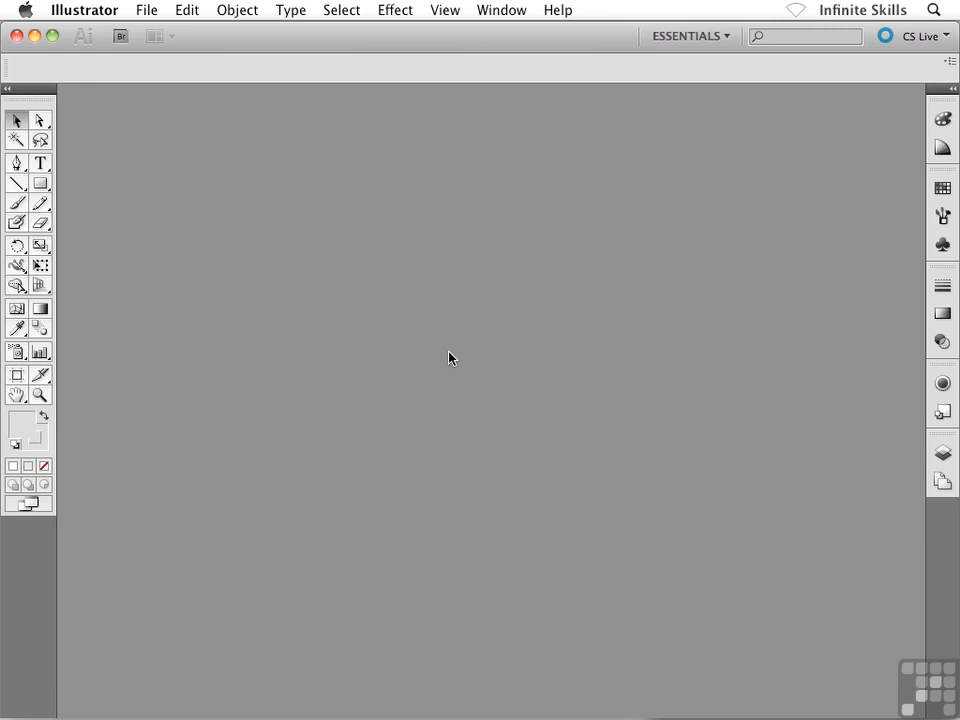 Illustrator File Edit Object Type Select Effect View Window Help Infinite Skills
Ai Br ESSENTIALS CS Live
T